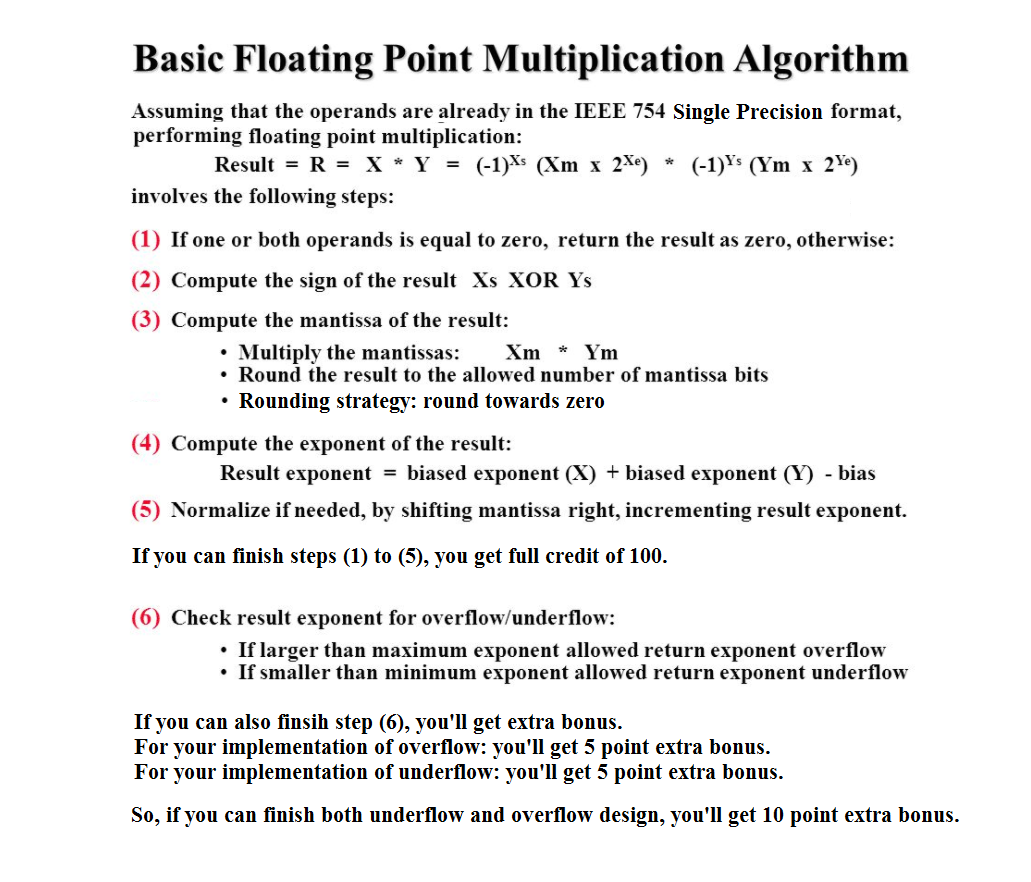 Basic Floating Point Multiplication Algorithm
Assuming that the operands are already in the IEEE 754 Single Precision format,
performing floating point multiplication:
Result = R = X * Y = (-1)^Xs (Xm x 2^Xe) * (-1)^Ys (Ym x 2^Ye)
involves the following steps:
(1) If one or both operands is equal to zero, return the result as zero, otherwise:
(2) Compute the sign of the result Xs XOR Ys
(3) Compute the mantissa of the result:
• Multiply the mantissas: Xm * Ym
• Round the result to the allowed number of mantissa bits
• Rounding strategy: round towards zero
(4) Compute the exponent of the result:
Result exponent = biased exponent (X) + biased exponent (Y) - bias
(5) Normalize if needed, by shifting mantissa right, incrementing result exponent.
If you can finish steps (1) to (5), you get full credit of 100.
(6) Check result exponent for overflow/underflow:
• If larger than maximum exponent allowed return exponent overflow
• If smaller than minimum exponent allowed return exponent underflow
If you can also finsih step (6), you'll get extra bonus.
For your implementation of overflow: you'll get 5 point extra bonus.
For your implementation of underflow: you'll get 5 point extra bonus.
So, if you can finish both underflow and overflow design, you'll get 10 point extra bonus.